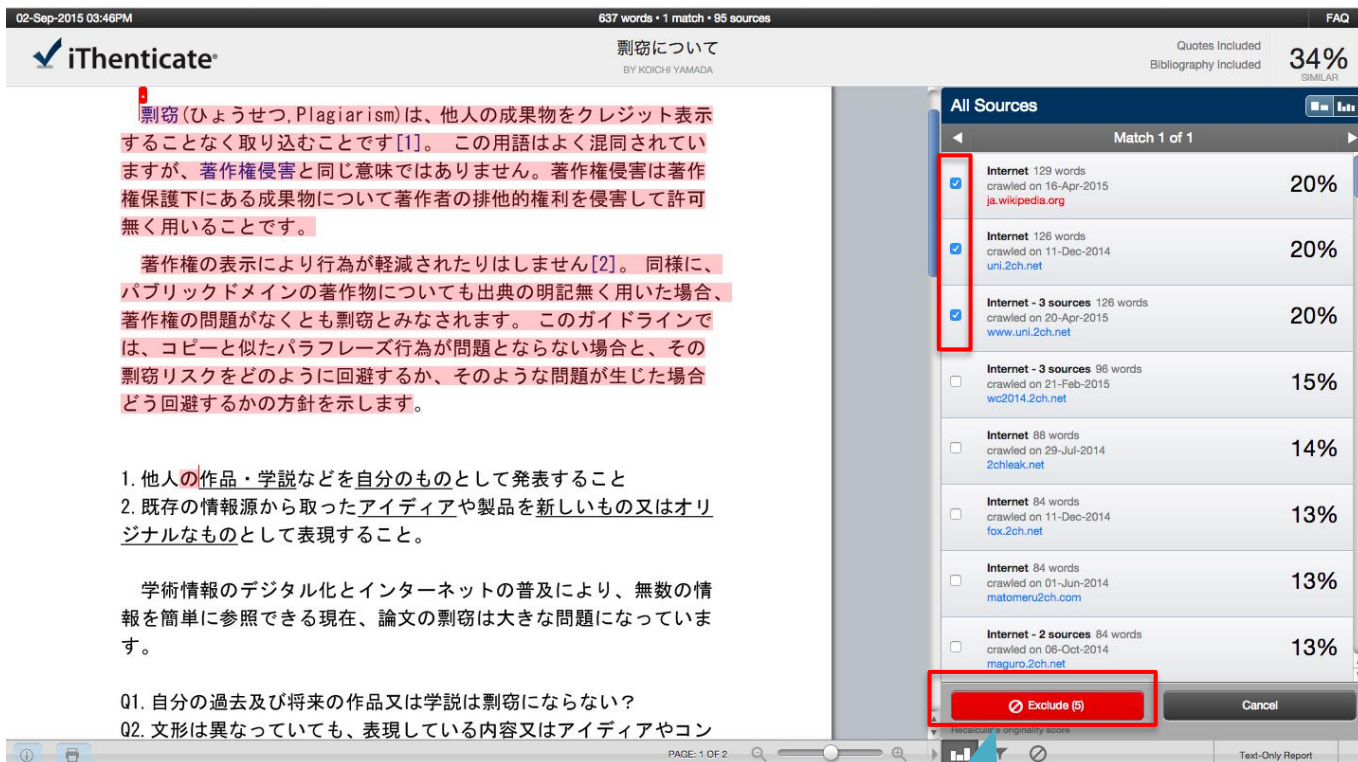 02-Sep-2015 03:46PM
637 words • 1 match • 95 sources
FAQ
iThenticate®
剽窃について
BY KOICHI YAMADA
Quotes Included
Bibliography Included
34%
SIMILAR
剽窃(ひょうせつ,Plagiarism)は、他人の成果物をクレジット表示
することなく取り込むことです[1]。 この用語はよく混同されてい
ますが、著作権侵害と同じ意味ではありません。著作権侵害は著作
権保護下にある成果物について著作者の排他的権利を侵害して許可
無く用いることです。
著作権の表示により行為が軽減されたりはしません[2]。 同様に、
パブリックドメインの著作物についても出典の明記無く用いた場合、
著作権の問題がなくとも剽窃とみなされます。 このガイドラインで
は、コピーと似たパラフレーズ行為が問題とならない場合と、その
剽窃リスクをどのように回避するか、そのような問題が生じた場合
どう回避するかの方針を示します。
1. 他人の作品・学説などを自分のものとして発表すること
2. 既存の情報源から取ったアイディアや製品を新しいもの又はオリ
ジナルなものとして表現すること。
学術情報のデジタル化とインターネットの普及により、無数の情
報を簡単に参照できる現在、論文の剽窃は大きな問題になっていま
す。
Q1. 自分の過去及び将来の作品又は学説は剽窃にならない?
Q2. 文形は異なっていても、表現している内容又はアイディアやコン
PAGE: 1 OF 2
All Sources
Match 1 of 1
Internet 129 words
crawled on 16-Apr-2015
ja.wikipedia.org
20%
Internet 126 words
crawled on 11-Dec-2014
uni.2ch.net
20%
Internet - 3 sources 126 words
crawled on 20-Apr-2015
www.uni.2ch.net
20%
Internet - 3 sources 96 words
crawled on 21-Feb-2015
wc2014.2ch.net
15%
Internet 88 words
crawled on 29-Jul-2014
2chleak.net
14%
Internet 84 words
crawled on 11-Dec-2014
fox.2ch.net
13%
Internet 84 words
crawled on 01-Jun-2014
matomeru2ch.com
13%
Internet - 2 sources 84 words
crawled on 06-Oct-2014
maguro.2ch.net
13%
Exclude (5)
Cancel
Recalculate originality score
Text-Only Report